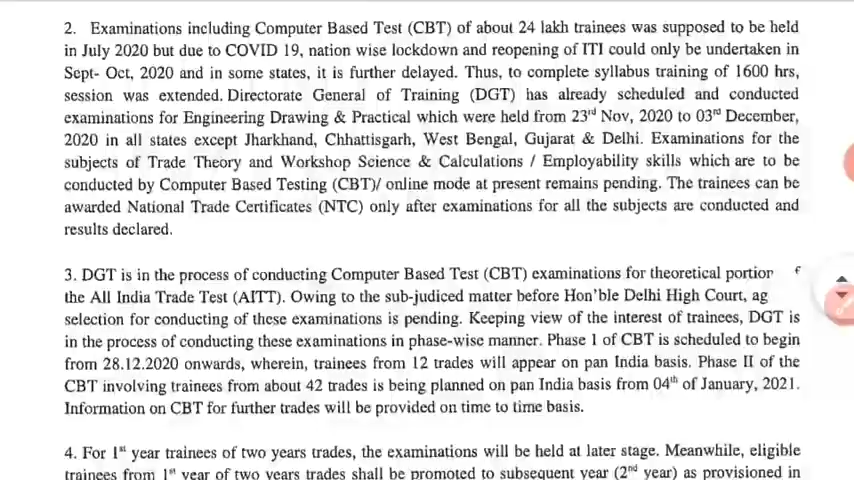 2. Examinations including Computer Based Test (CBT) of about 24 lakh trainees was supposed to be held
in July 2020 but due to COVID 19, nation wise lockdown and reopening of ITI could only be undertaken in
Sept- Oct, 2020 and in some states, it is further delayed. Thus, to complete syllabus training of 1600 hrs,
session was extended. Directorate General of Training (DGT) has already scheduled and conducted
examinations for Engineering Drawing & Practical which were held from 23rd Nov, 2020 to 03rd December,
2020 in all states except Jharkhand, Chhattisgarh, West Bengal, Gujarat & Delhi. Examinations for the
subjects of Trade Theory and Workshop Science & Calculations / Employability skills which are to be
conducted by Computer Based Testing (CBT)/ online mode at present remains pending. The trainees can be
awarded National Trade Certificates (NTC) only after examinations for all the subjects are conducted and
results declared.
3. DGT is in the process of conducting Computer Based Test (CBT) examinations for theoretical
the All India Trade Test (AITT). Owing to the sub-judiced matter before Hon'ble Delhi High Court,
selection for conducting of these examinations is pending. Keeping view of the interest of trainees, DGT is
in the process of conducting these examinations in phase-wise manner. Phase 1 of CBT is scheduled to begin
from 28.12.2020 onwards, wherein, trainees from 12 trades will appear on pan India basis. Phase II of the
CBT involving trainees from about 42 trades is being planned on pan India basis from 04th of January, 2021.
Information on CBT for further trades will be provided on time to time basis.
4. For 1st year trainees of two years trades, the examinations will be held at later stage. Meanwhile, eligible
trainees from 1st year of two years trades shall be promoted to subsequent year (2nd year) as provisioned in